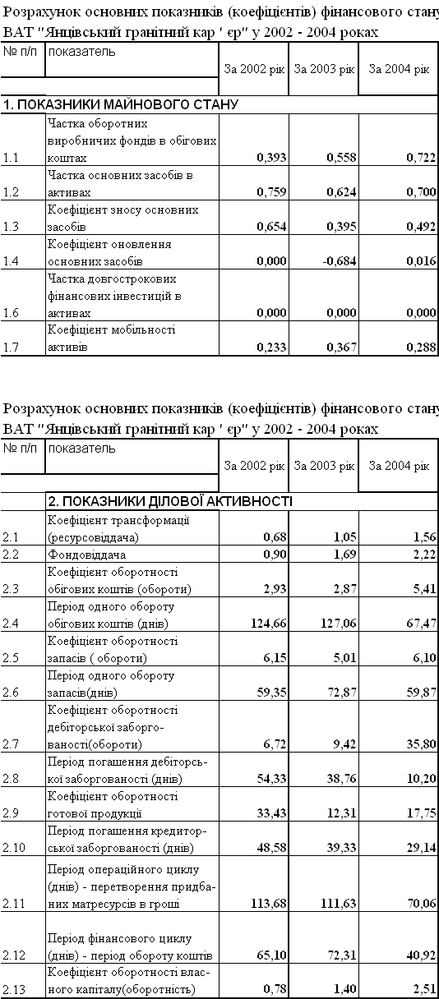 Розрахунок основних показників (коефіцієнтів) фінансового стану
ВАТ "Янцівський гранітний кар ' єр" у 2002 - 2004 роках
№ п/п показатель За 2002 рік За 2003 рік За 2004 рік
1. ПОКАЗНИКИ МАЙНОВОГО СТАНУ
Частка оборотних
виробничих фондів в обігових
1.1 коштах 0,393 0,558 0,722
Частка основних засобів в
1.2 активах 0,759 0,624 0,700
Коефіцієнт зносу основних
1.3 засобів 0,654 0,395 0,492
Коефіцієнт оновлення
1.4 основних засобів 0,000 -0,684 0,016
Частка довгострокових
фінансових інвестицій в
1.6 активах 0,000 0,000 0,000
Коефіцієнт мобільності
1.7 активів 0,233 0,367 0,288
Розрахунок основних показників (коефіцієнтів) фінансового стану
ВАТ "Янцівський гранітний кар ' єр" у 2002 - 2004 роках
№ п/п показатель За 2002 рік За 2003 рік За 2004 рік
2. ПОКАЗНИКИ ДІЛОВОЇ АКТИВНОСТІ
Коефіцієнт трансформації
2.1 (ресурсовіддача) 0,68 1,05 1,56
2.2 Фондовіддача 0,90 1,69 2,22
Коефіцієнт оборотності
2.3 обігових коштів (обороти) 2,93 2,87 5,41
Період одного обороту
2.4 обігових коштів (днів) 124,66 127,06 67,47
Коефіцієнт оборотності
2.5 запасів ( обороти) 6,15 5,01 6,10
Період одного обороту
2.6 запасів(днів) 59,35 72,87 59,87
Коефіцієнт оборотності
дебіторської заборго-
2.7 ваності(обороти) 6,72 9,42 35,80
Період погашення дебіторсь-
2.8 кої заборгованості (днів) 54,33 38,76 10,20
Коефіцієнт оборотності
2.9 готової продукції 33,43 12,31 17,75
Період погашення кредитор-
2.10 ської заборгованості (днів) 48,58 39,33 29,14
Період операційного циклу
(днів) - перетворення придба-
2.11 них матресурсів в гроші 113,68 111,63 70,06
Період фінансового циклу
2.12 (днів) - період обороту коштів 65,10 72,31 40,92
Коефіцієнт оборотності влас-
2.13 ного капіталу(оборотність) 0,78 1,40 2,51